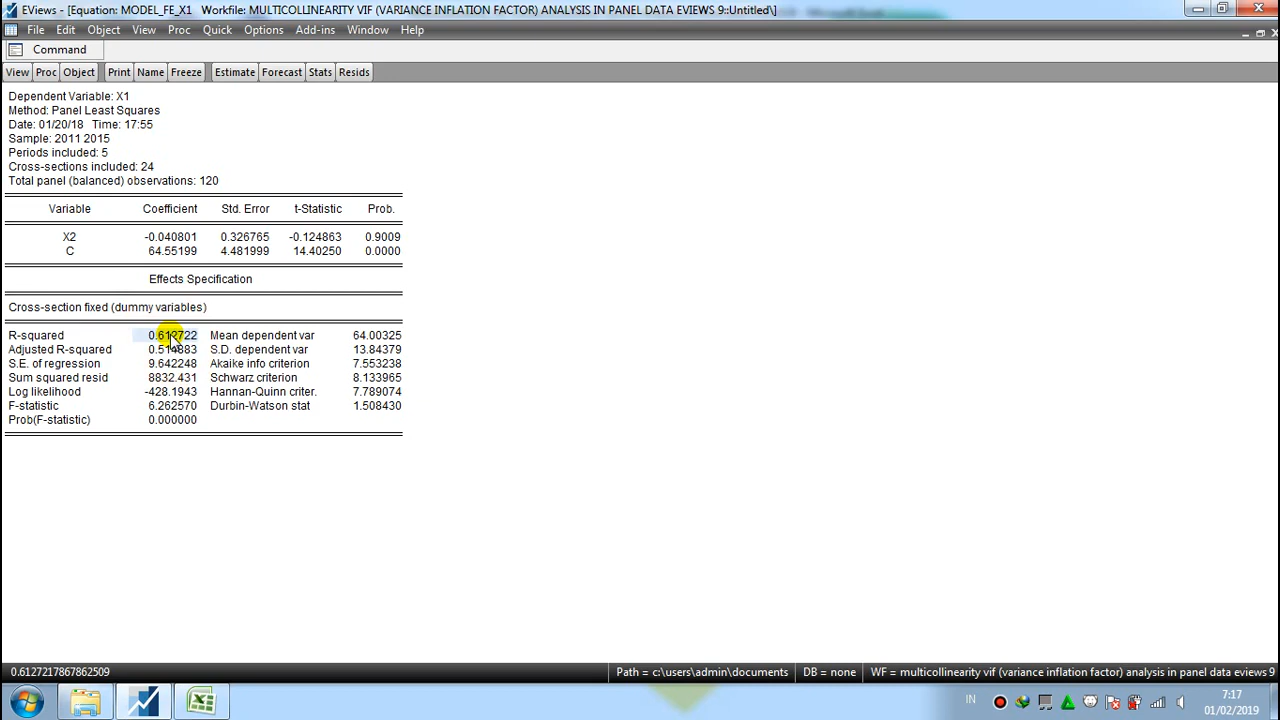 EViews - [Equation: MODEL_FE_X1 Workfile: MULTICOLLINEARITY VIF (VARIANCE INFLATION FACTOR) ANALYSIS IN PANEL DATA EVIEWS 9::Untitled\]
File Edit Object View Proc Quick Options Add-ins Window Help
Command
View Proc Object Print Name Freeze Estimate Forecast Stats Resids
Dependent Variable: X1
Method: Panel Least Squares
Date: 01/20/18 Time: 17:55
Sample: 2011 2015
Periods included: 5
Cross-sections included: 24
Total panel (balanced) observations: 120
Variable Coefficient Std. Error t-Statistic Prob.
X2 -0.040801 0.326765 -0.124863 0.9009
C 64.55199 4.481999 14.40250 0.0000
Effects Specification
Cross-section fixed (dummy variables)
R-squared 0.612722 Mean dependent var 64.00325
Adjusted R-squared 0.514883 S.D. dependent var 13.84379
S.E. of regression 9.642248 Akaike info criterion 7.553238
Sum squared resid 8832.431 Schwarz criterion 8.133965
Log likelihood -428.1943 Hannan-Quinn criter. 7.789074
F-statistic 6.262570 Durbin-Watson stat 1.508430
Prob(F-statistic) 0.000000
0.6127217867862509 Path = c:\users\admin\documents DB = none WF = multicollinearity vif (variance inflation factor) analysis in panel data eviews 9
IN 7:17
01/02/2019